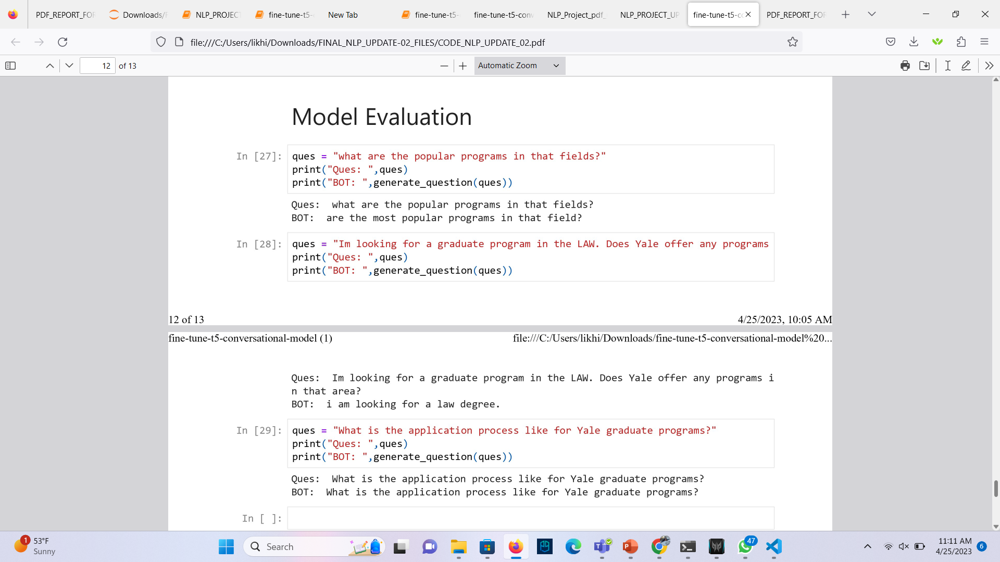 PDF_REPORT_FOR
Downloads/F
NLP_PROJECT
fine-tune-t5-c
New Tab
fine-tune-t5-
fine-tune-t5-conv
NLP_Project_pdf_
NLP_PROJECT_UP
fine-tune-t5-co
PDF_REPORT_FOR
file:///C:/Users/likhi/Downloads/FINAL_NLP_UPDATE-02_FILES/CODE_NLP_UPDATE_02.pdf
12 of 13
Automatic Zoom
Model Evaluation
In [27]: ques = "what are the popular programs in that fields?"
print("Ques: ",ques)
print("BOT: ",generate_question(ques))
Ques:  what are the popular programs in that fields?
BOT:  are the most popular programs in that field?
In [28]: ques = "Im looking for a graduate program in the LAW. Does Yale offer any programs
print("Ques: ",ques)
print("BOT: ",generate_question(ques))
12 of 13 4/25/2023, 10:05 AM
fine-tune-t5-conversational-model (1) file:///C:/Users/likhi/Downloads/fine-tune-t5-conversational-model%20...
Ques:  Im looking for a graduate program in the LAW. Does Yale offer any programs i
n that area?
BOT:  i am looking for a law degree.
In [29]: ques = "What is the application process like for Yale graduate programs?"
print("Ques: ",ques)
print("BOT: ",generate_question(ques))
Ques:  What is the application process like for Yale graduate programs?
BOT:  What is the application process like for Yale graduate programs?
In [ ]:
1
53°F
Sunny
Search
47
11:11 AM
4/25/2023
6